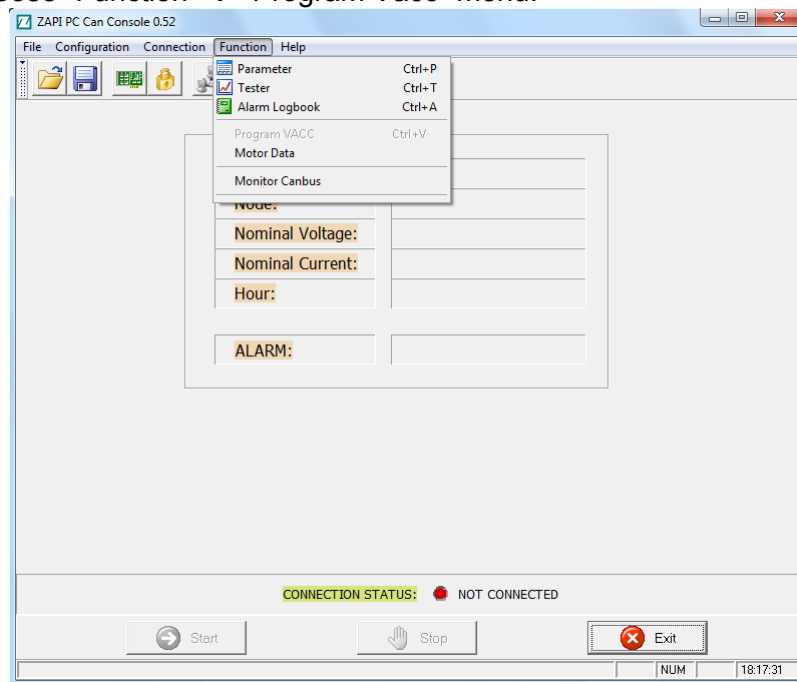 ZAPI PC Can Console 0.52
File Configuration Connection Function Help
Parameter Ctrl+P
Tester Ctrl+T
Alarm Logbook Ctrl+A
Program VACC Ctrl+V
Motor Data
Monitor Canbus
Nominal Voltage:
Nominal Current:
Hour:
ALARM:
CONNECTION STATUS: NOT CONNECTED
Start Stop Exit
NUM 18:17:31